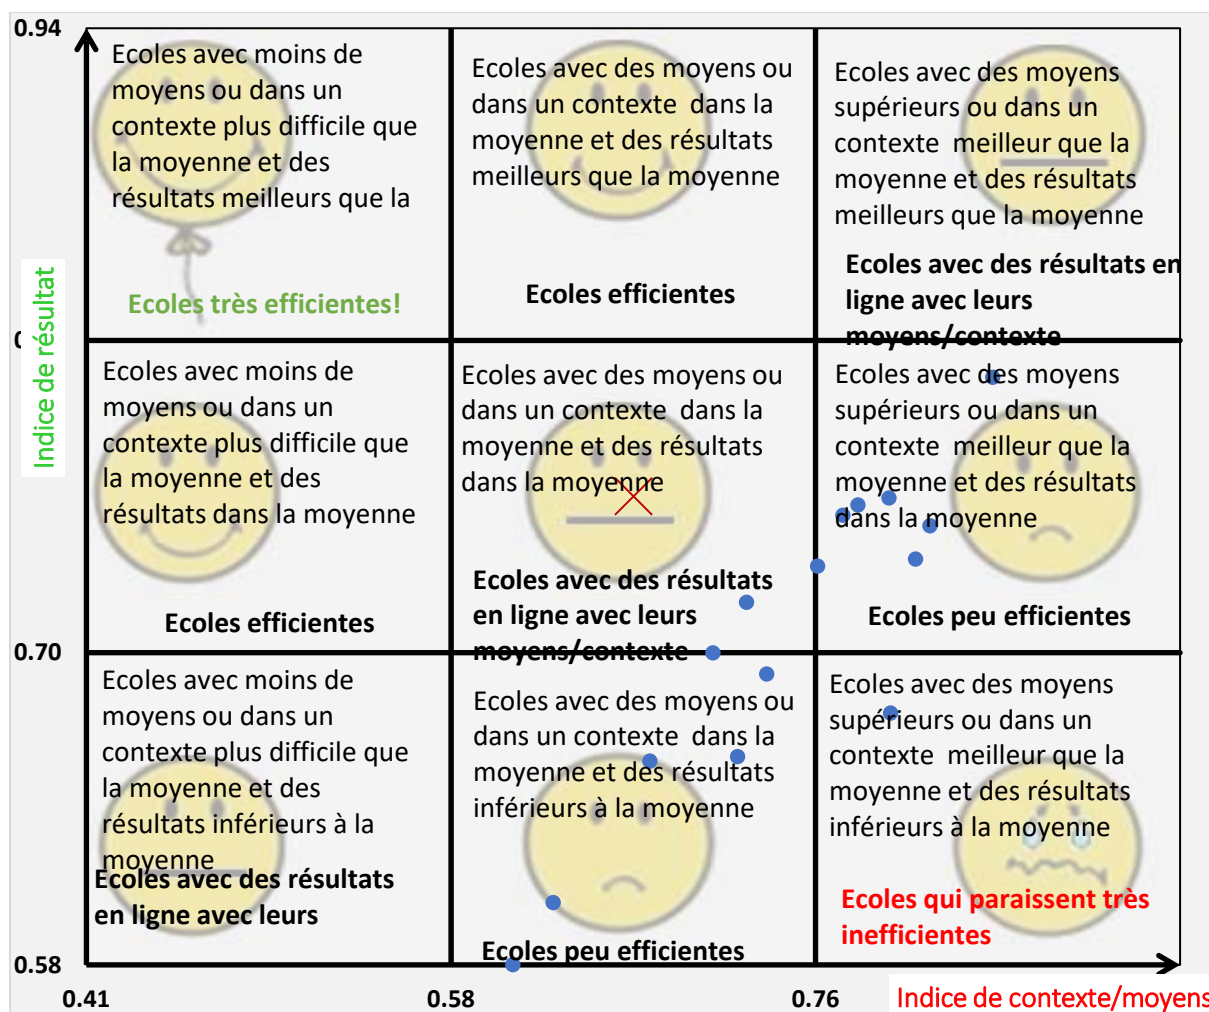 0.94
Ecoles avec moins de
moyens ou dans un
contexte plus difficile que
la moyenne et des
résultats meilleurs que la
Ecoles très efficientes!
Ecoles avec des moyens ou
dans un contexte dans la
moyenne et des résultats
meilleurs que la moyenne
Ecoles efficientes
Ecoles avec des moyens
supérieurs ou dans un
contexte meilleur que la
moyenne et des résultats
meilleurs que la moyenne
Ecoles avec des résultats en
ligne avec leurs
moyens/contexte
Indice de résultat
Ecoles avec moins de
moyens ou dans un
contexte plus difficile que
la moyenne et des
résultats dans la moyenne
Ecoles efficientes
Ecoles avec des moyens ou
dans un contexte dans la
moyenne et des résultats
dans la moyenne
Ecoles avec des résultats
en ligne avec leurs
moyens/contexte
Ecoles avec des moyens
supérieurs ou dans un
contexte meilleur que la
moyenne et des résultats
dans la moyenne
Ecoles peu efficientes
0.70
Ecoles avec moins de
moyens ou dans un
contexte plus difficile que
la moyenne et des
résultats inférieurs à la
moyenne
Ecoles avec des résultats
en ligne avec leurs
Ecoles avec des moyens ou
dans un contexte dans la
moyenne et des résultats
inférieurs à la moyenne
Ecoles peu efficientes
Ecoles avec des moyens
supérieurs ou dans un
contexte meilleur que la
moyenne et des résultats
inférieurs à la moyenne
Ecoles qui paraissent très
inefficientes
0.58
0.41
0.58
0.76
Indice de contexte/moyens